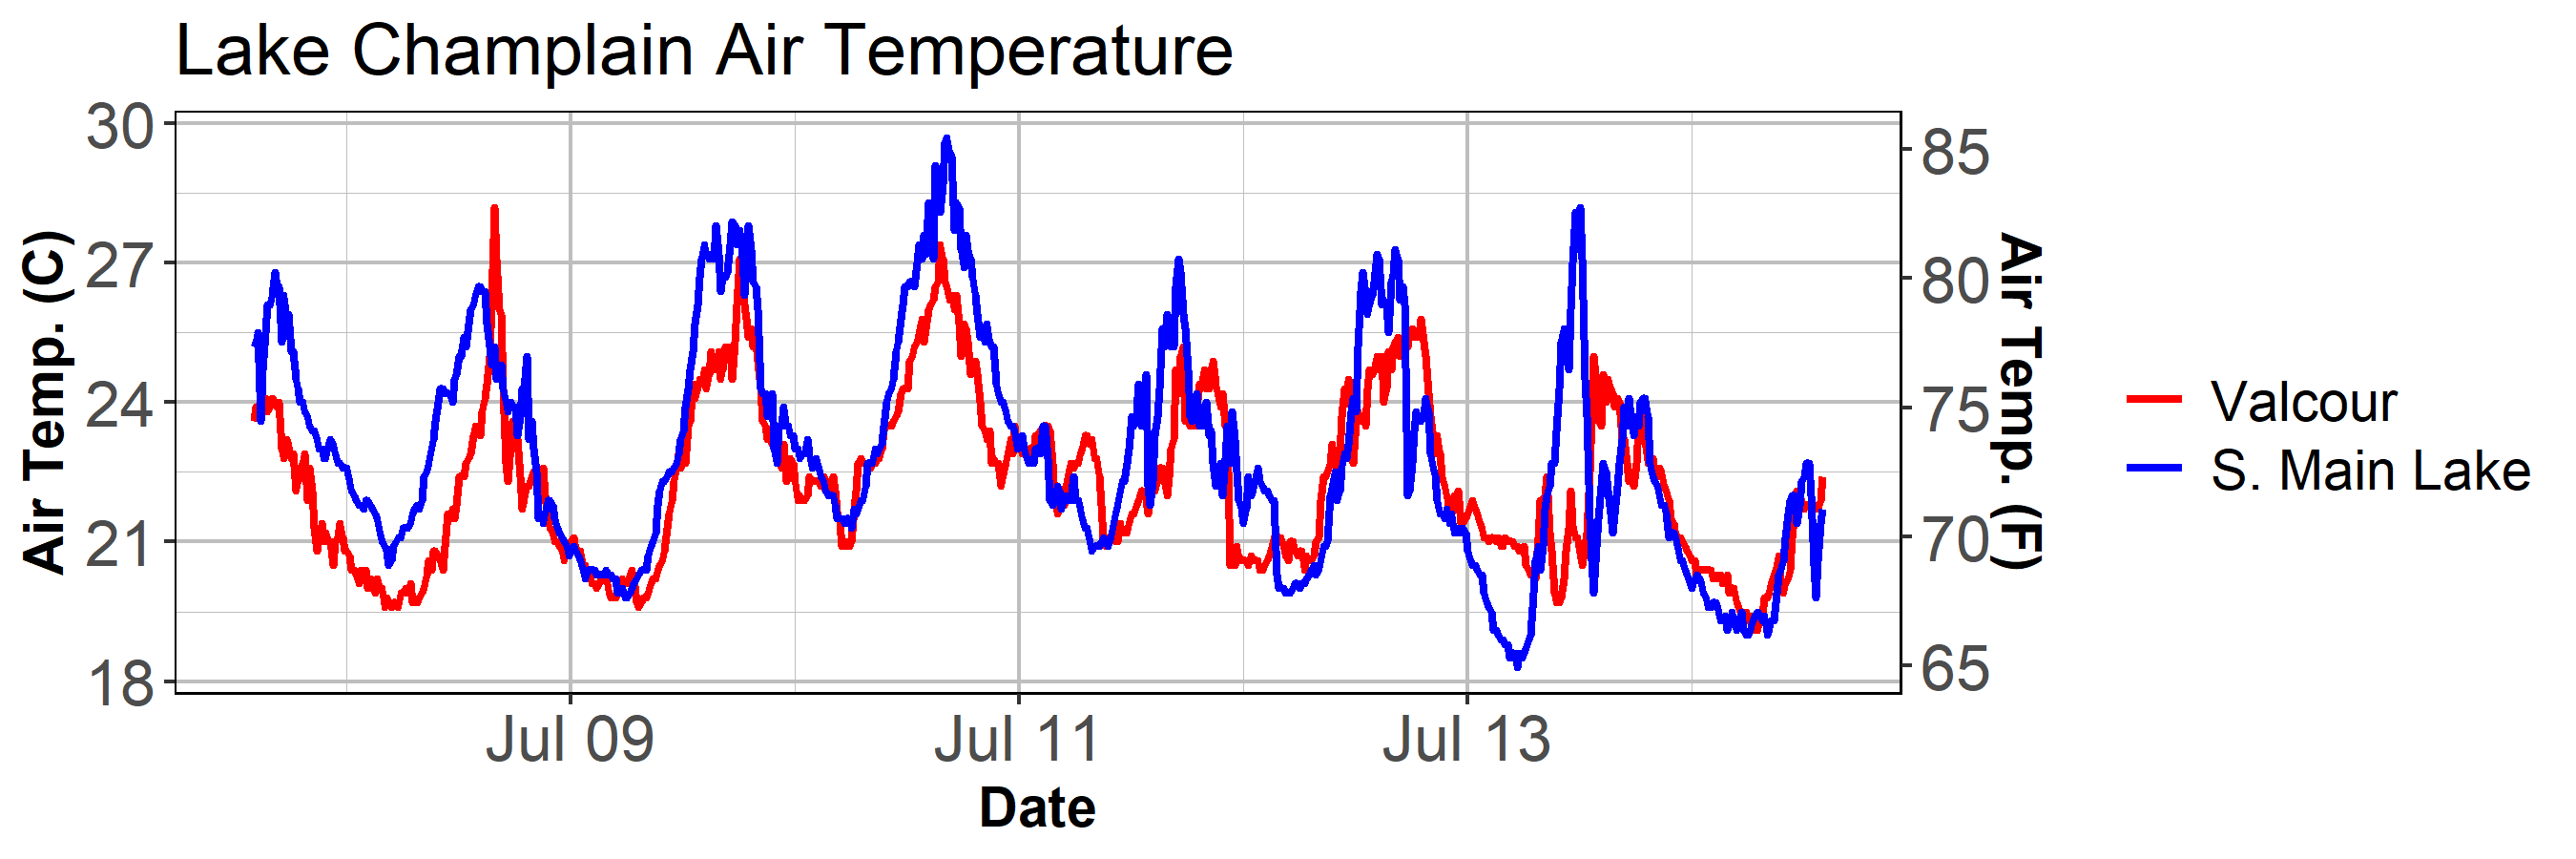 Lake Champlain Air Temperature
30
27
24
21
18
Air Temp. (C)
85
80
75
70
65
Air Temp. (F)
Jul 09
Jul 11
Jul 13
Date
Valcour
S. Main Lake